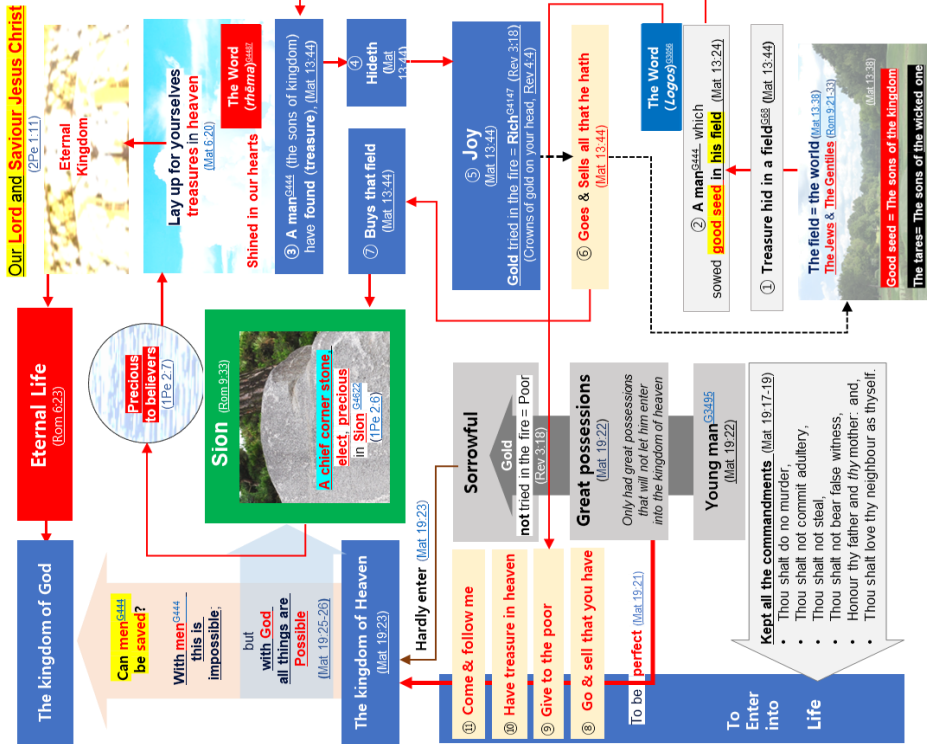 The kingdom of God
Can men^G444
be saved?
With men^G444
this is
impossible;
but
with God
all things are
Possible
(Mat 19:25-26)
The kingdom of Heaven
(Mat 19:23)
Eternal Life
(Rom 6:23)
Our Lord and Saviour Jesus Christ
(2Pe 1:11)
Eternal
Kingdom
Precious
to believers
(1Pe 2:7)
Lay up for yourselves
treasures in heaven
(Mat 6:20)
The Word
(rhēma)^G4487
Shined in our hearts
Sion (Rom 9:33)
A chief corner stone,
elect, precious
in Sion^G4622
(1Pe 2:6)
③ A man^G444 (the sons of kingdom)
have found (treasure), (Mat 13:44)
④
Hideth
(Mat
13:44)
⑦ Buys that field
(Mat 13:44)
⑤ Joy
(Mat 13:44)
Gold tried in the fire = Rich^G4147 (Rev 3:18)
(Crowns of gold on your head, Rev 4:4)
⑥ Goes & Sells all that he hath
(Mat 13:44)
The Word
(Logos)^G3056
② A man^G444 which
sowed good seed in his field (Mat 13:24)
① Treasure hid in a field^G68 (Mat 13:44)
The field = the world (Mat 13:38)
The Jews & The Gentiles (Rom 9:21-33)
(Mat 13:38)
Good seed = The sons of the kingdom
The tares= The sons of the wicked one
Hardly enter (Mat 19:23)
Sorrowful
Gold
not tried in the fire = Poor
(Rev 3:18)
Great possessions
(Mat 19:22)
Only had great possessions
that will not let him enter
into the kingdom of heaven
Young man^G3495
(Mat 19:22)
⑪ Come & follow me
⑩ Have treasure in heaven
⑨ Give to the poor
⑧ Go & sell that you have
To be perfect (Mat 19:21)
To
Enter
into
Life
Kept all the commandments (Mat 19:17-19)
• Thou shalt do no murder,
• Thou shalt not commit adultery,
• Thou shalt not steal,
• Thou shalt not bear false witness,
• Honour thy father and thy mother: and,
• Thou shalt love thy neighbour as thyself.